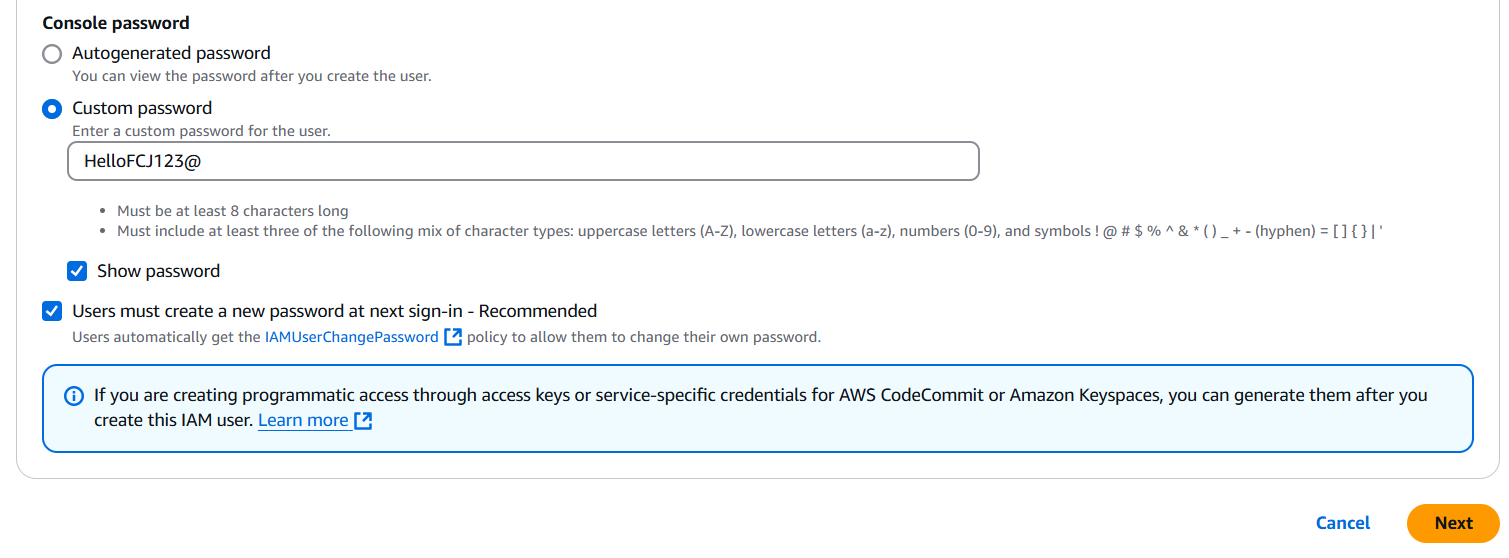 Console password
Autogenerated password
You can view the password after you create the user.
Custom password
Enter a custom password for the user.
HelloFCJ123@
Must be at least 8 characters long
Must include at least three of the following mix of character types: uppercase letters (A-Z), lowercase letters (a-z), numbers (0-9), and symbols ! @ # $ % ^ & * ( ) _ + - (hyphen) = [ ] { } | '
Show password
Users must create a new password at next sign-in - Recommended
Users automatically get the IAMUserChangePassword policy to allow them to change their own password.
If you are creating programmatic access through access keys or service-specific credentials for AWS CodeCommit or Amazon Keyspaces, you can generate them after you
create this IAM user. Learn more
Cancel Next